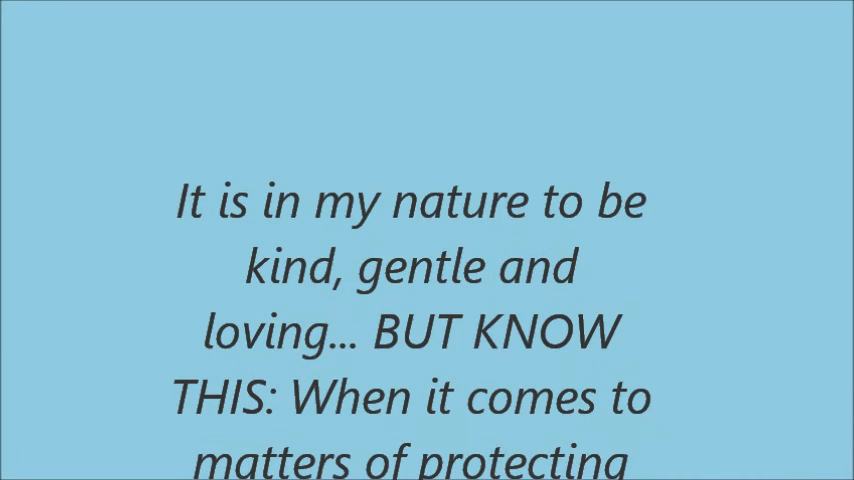 It is in my nature to be
kind, gentle and
loving... BUT KNOW
THIS: When it comes to
matters of protecting